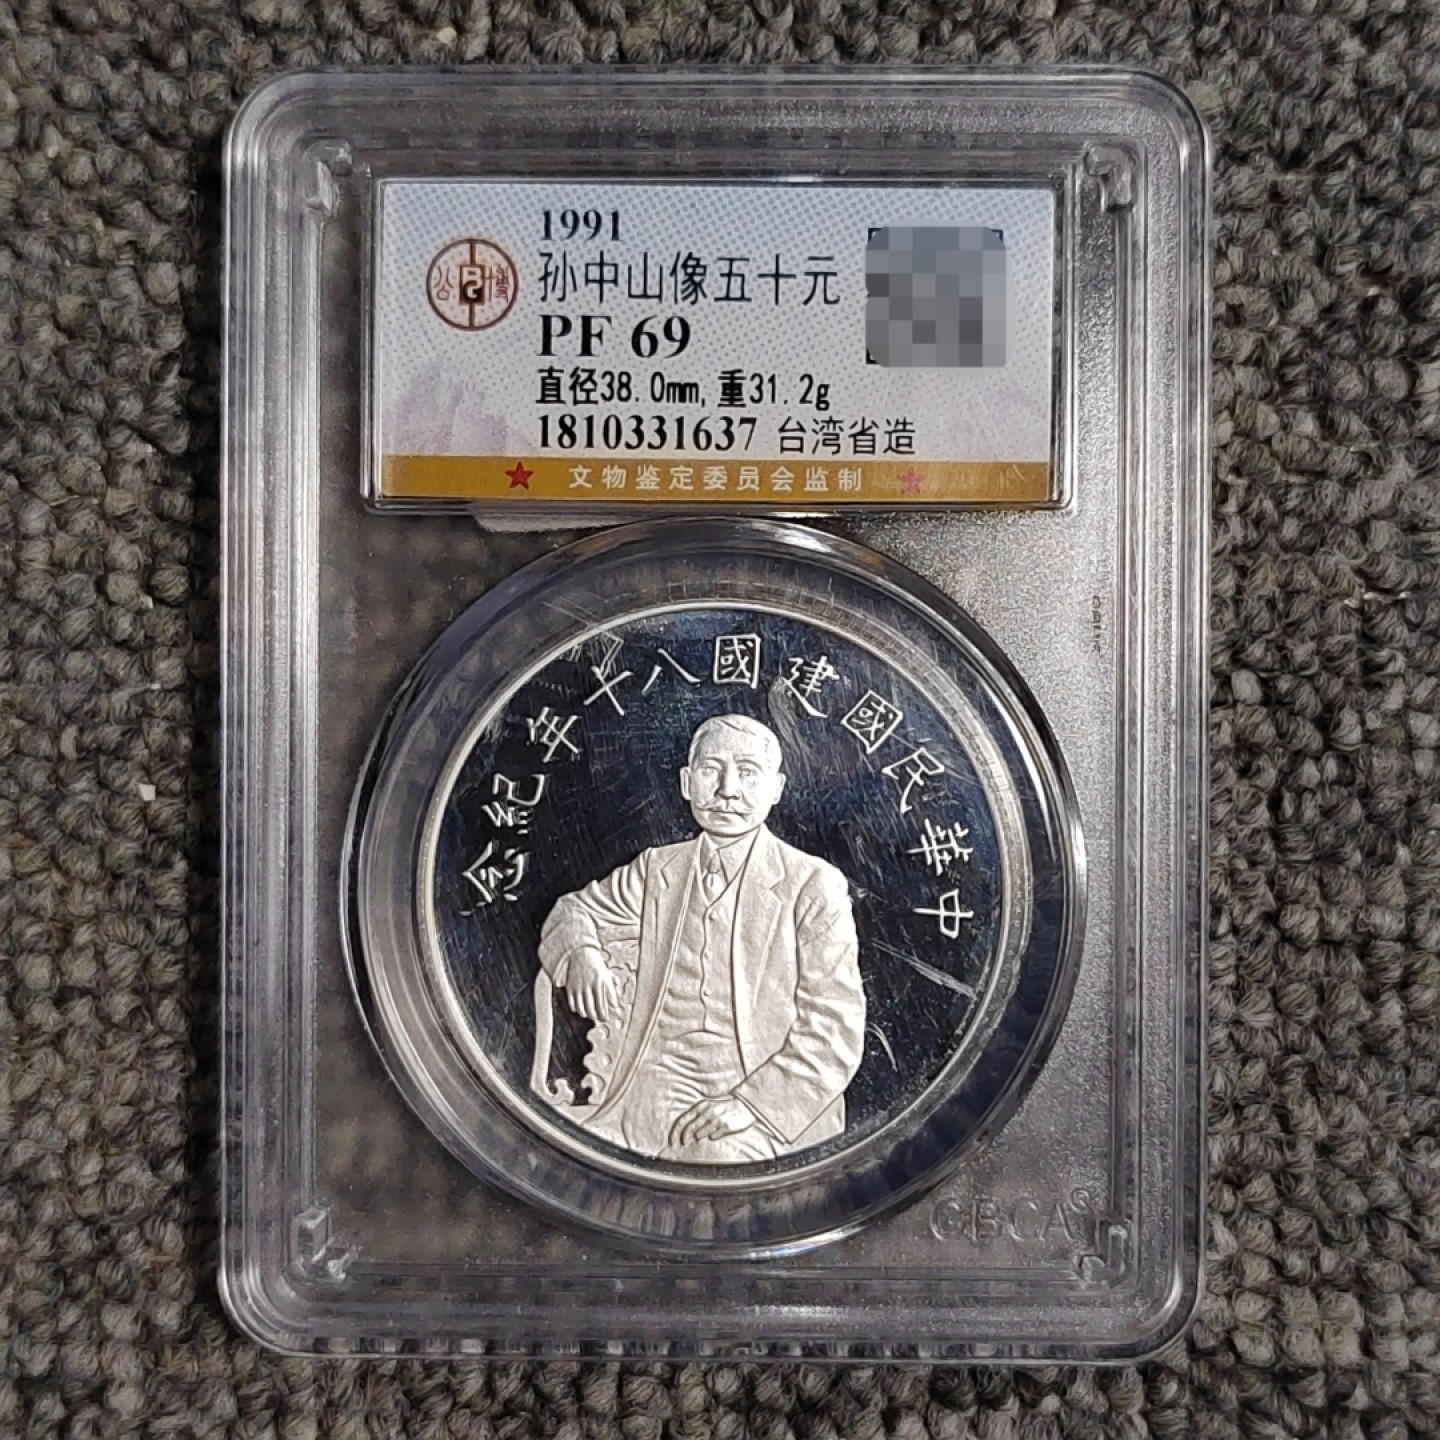 1991
孙中山像五十元
PF 69
直径38.0mm,重31.2g
1810331637 台湾省造
文物鉴定委员会监制
公博
中華民國建國八十年紀念
GBCA®